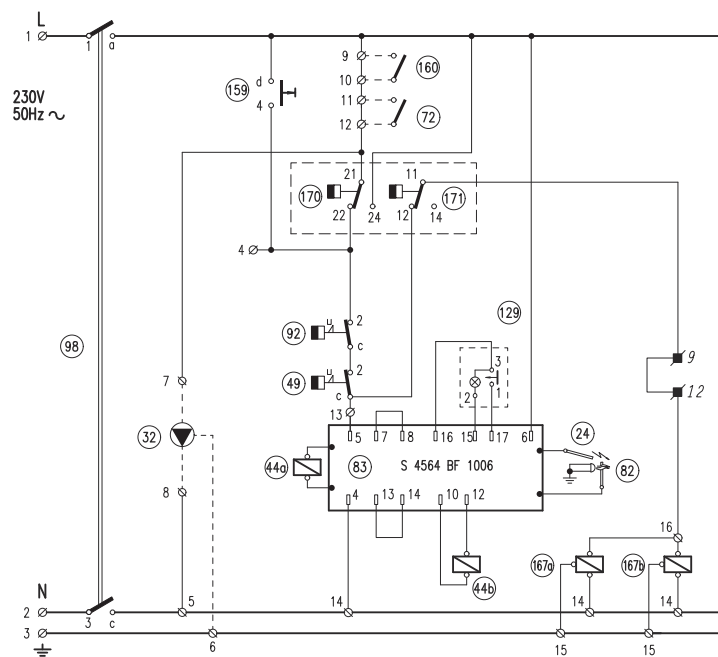 L
1
1 a
230V
50Hz ~
159
d
4
9
10
11
12
160
72
170
21
22
24
11
12
14
171
4
98
92
u 2
c
49
u 2
c
13
129
3
2 1
9
12
7
32
8
5 7 8 16 15 17 6
44a
83
S 4564 BF 1006
4 13 14 10 12
24
82
44b
16
167a
167b
N
2
3 c
5
14
14
14
3
6
15
15